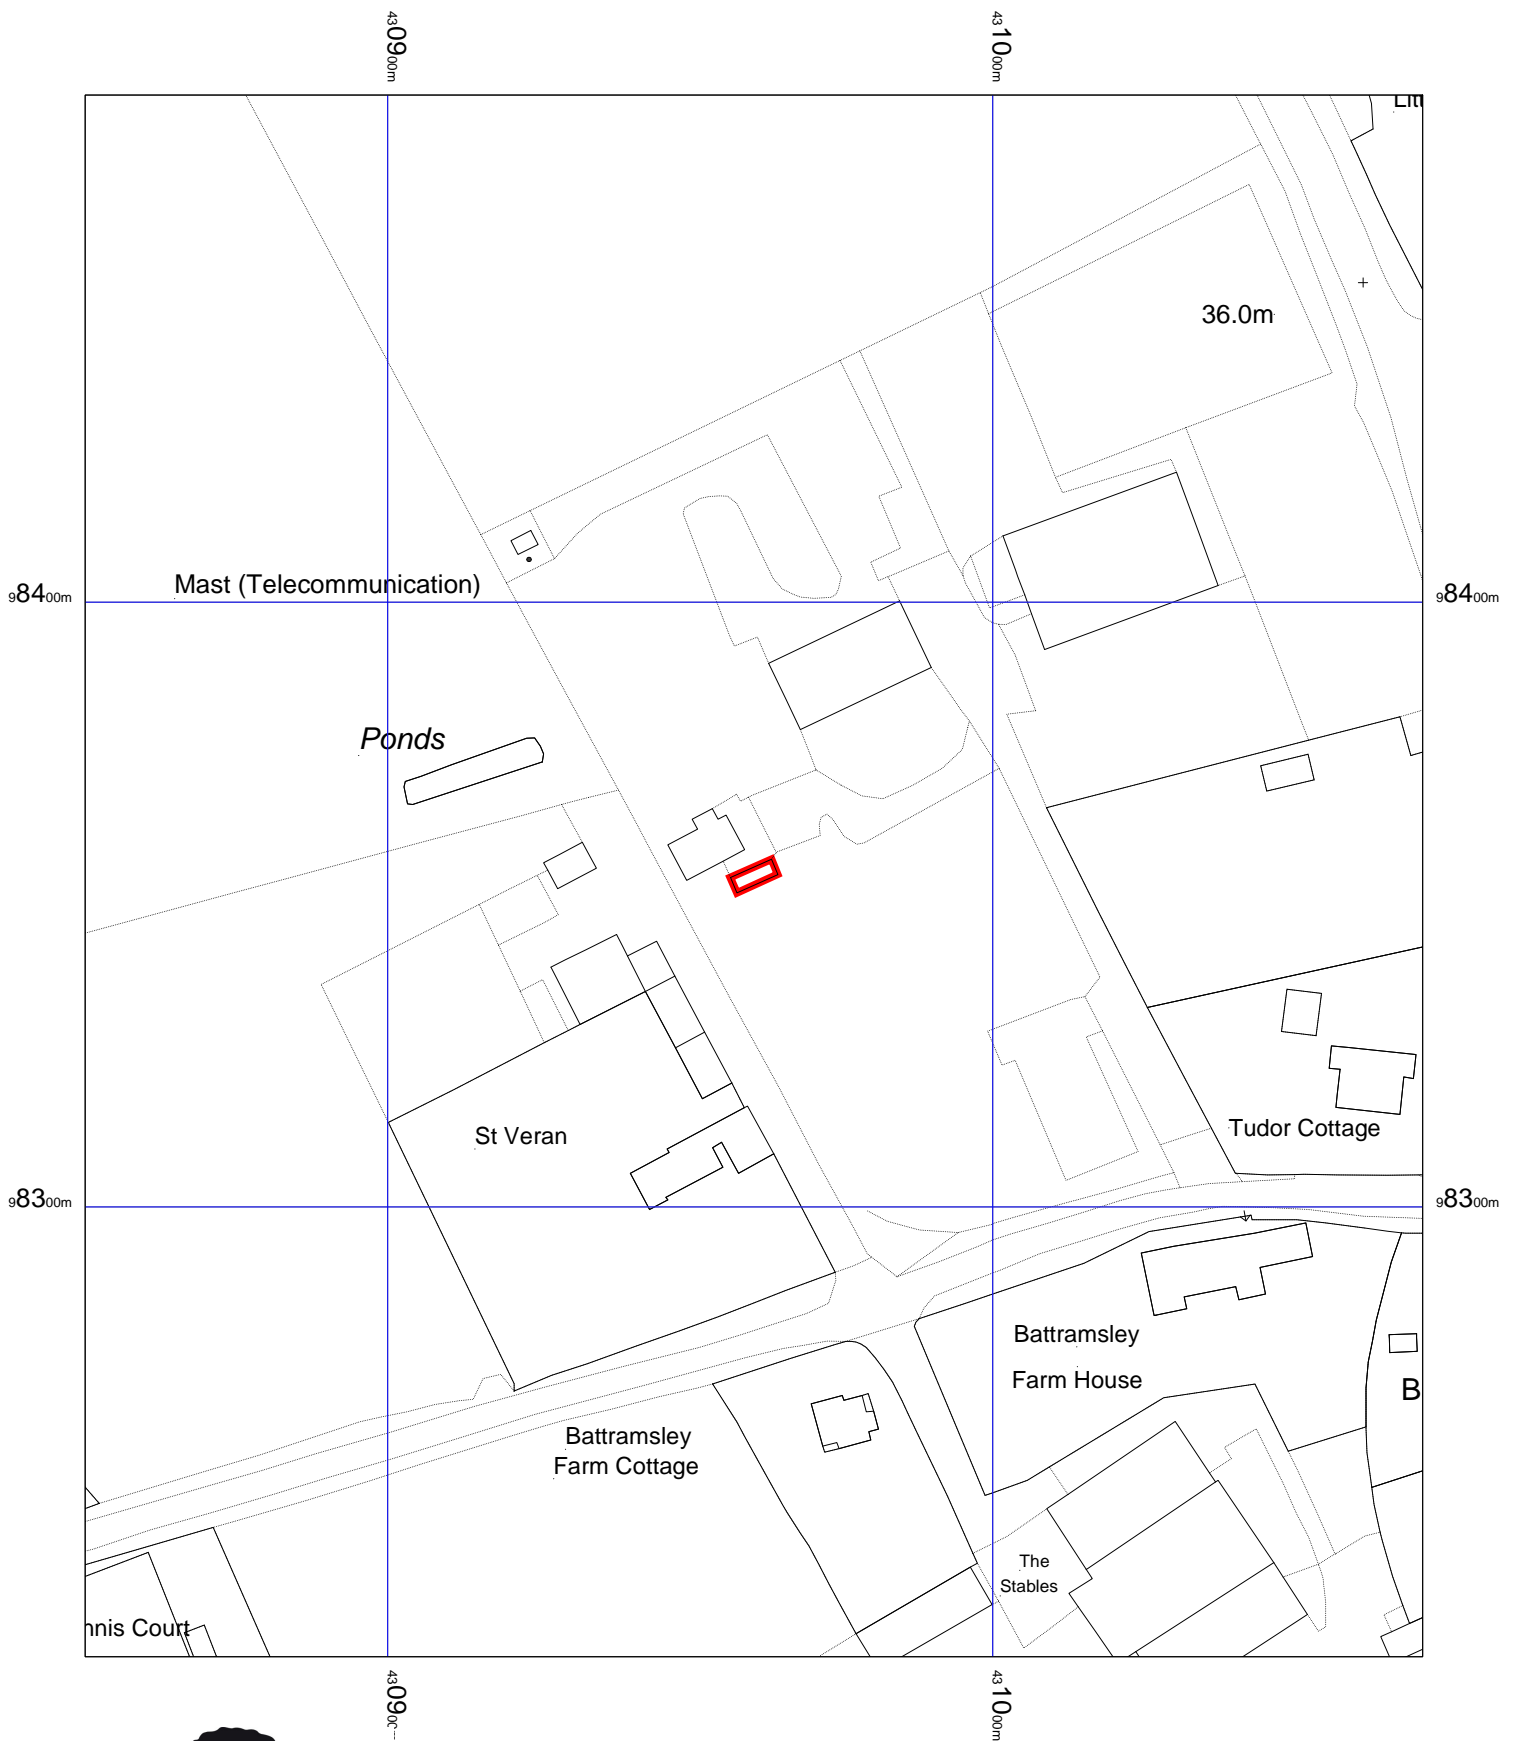 430900m
431000m
36.0m
Mast (Telecommunication)
98400m
98400m
Ponds
St Veran
Tudor Cottage
98300m
98300m
Battramsley
Farm House
B
Battramsley
Farm Cottage
The
Stables
nnis Court
4309
431000m